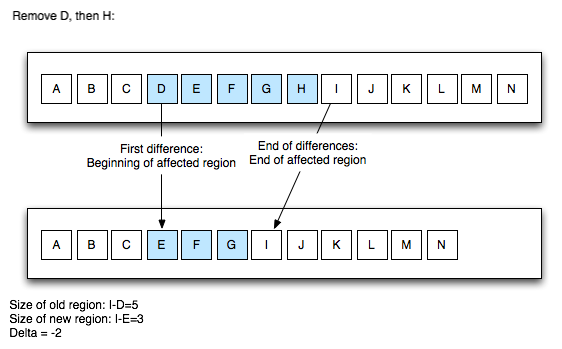 Remove D, then H:
A B C D E F G H I J K L M N
First difference:
Beginning of affected region
End of differences:
End of affected region
A B C E F G I J K L M N
Size of old region: I-D=5
Size of new region: I-E=3
Delta = -2